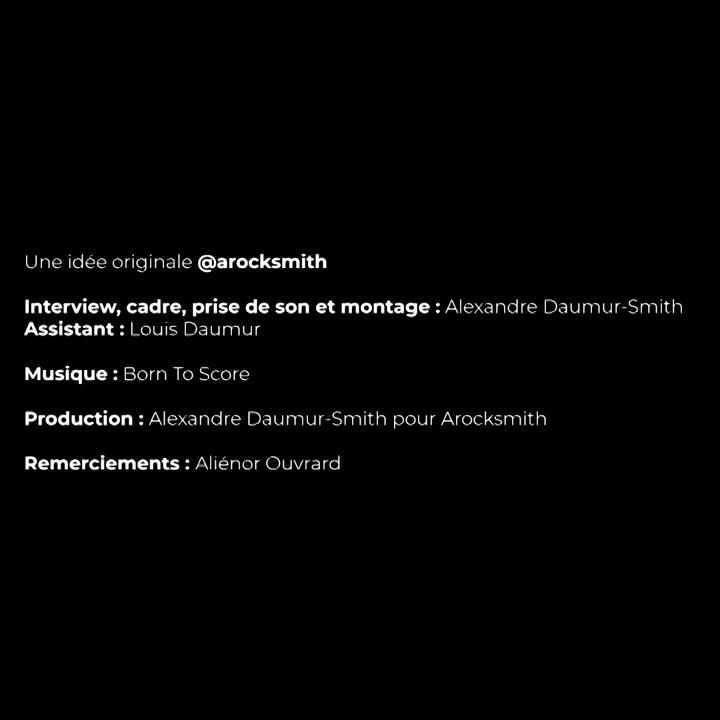 Une idée originale @arocksmith
Interview, cadre, prise de son et montage : Alexandre Daumur-Smith
Assistant : Louis Daumur
Musique : Born To Score
Production : Alexandre Daumur-Smith pour Arocksmith
Remerciements : Aliénor Ouvrard